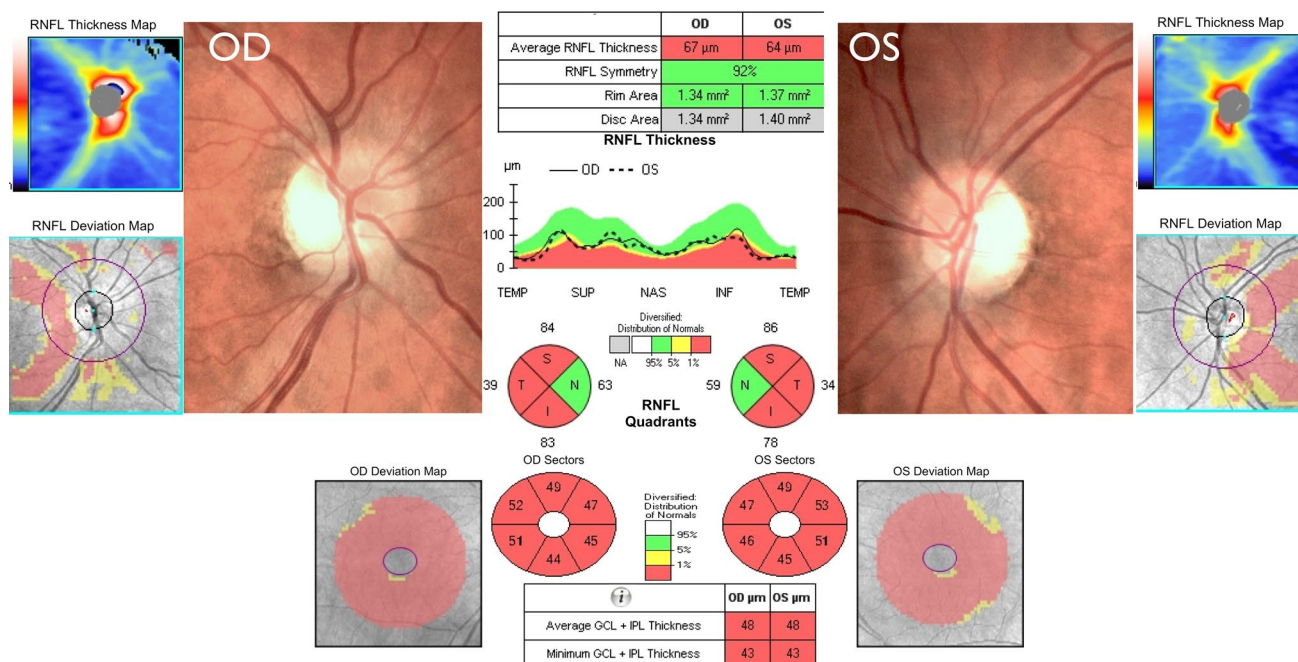 RNFL Thickness Map
OD
OD OS
Average RNFL Thickness 67 µm 64 µm
RNFL Symmetry 92%
Rim Area 1.34 mm² 1.37 mm²
Disc Area 1.34 mm² 1.40 mm²
OS
RNFL Thickness Map
RNFL Thickness
µm
OD OS
200
100
0
TEMP SUP NAS INF TEMP
RNFL Deviation Map
RNFL Deviation Map
Diversified:
Distribution of Normals
NA 95% 5% 1%
84
S
T N
I
39 63
83
RNFL
Quadrants
86
S
N T
I
59 34
78
OD Deviation Map
OD Sectors
49
52 47
51 45
44
Diversified:
Distribution
of Normals
95%
5%
1%
OS Sectors
49
47 53
46 51
45
OS Deviation Map
i OD µm OS µm
Average GCL + IPL Thickness 48 48
Minimum GCL + IPL Thickness 43 43